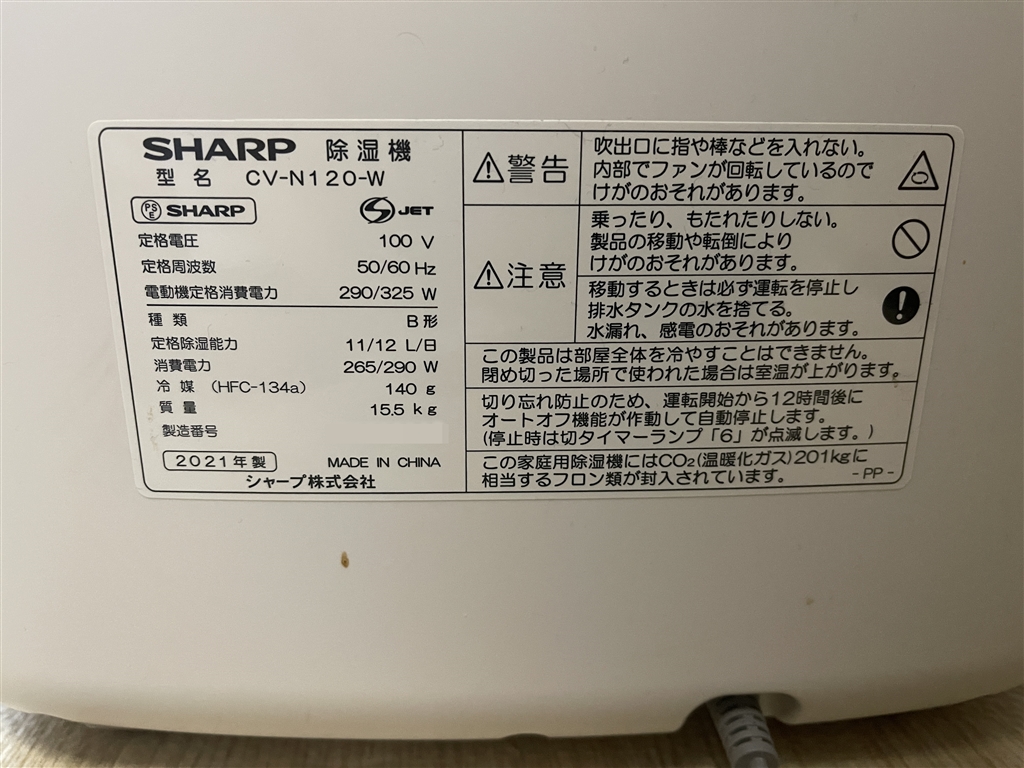 SHARP 除湿機
型名 CV-N120-W
PS E SHARP
S JET
定格電圧 100 V
定格周波数 50/60 Hz
電動機定格消費電力 290/325 W
種類 B形
定格除湿能力 11/12 L/日
消費電力 265/290 W
冷媒 (HFC-134a) 140 g
質量 15.5 kg
製造番号
2021年製 MADE IN CHINA
シャープ株式会社
警告
吹出口に指や棒などを入れない。
内部でファンが回転しているので
けがのおそれがあります。
注意
乗ったり、もたれたりしない。
製品の移動や転倒により
けがのおそれがあります。
移動するときは必ず運転を停止し
排水タンクの水を捨てる。
水漏れ、感電のおそれがあります。
この製品は部屋全体を冷やすことはできません。
閉め切った場所で使われた場合は室温が上がります。
切り忘れ防止のため、運転開始から12時間後に
オートオフ機能が作動して自動停止します。
(停止時は切タイマーランプ「6」が点滅します。)
この家庭用除湿機にはCO₂(温暖化ガス)201kgに
相当するフロン類が封入されています。 -PP-